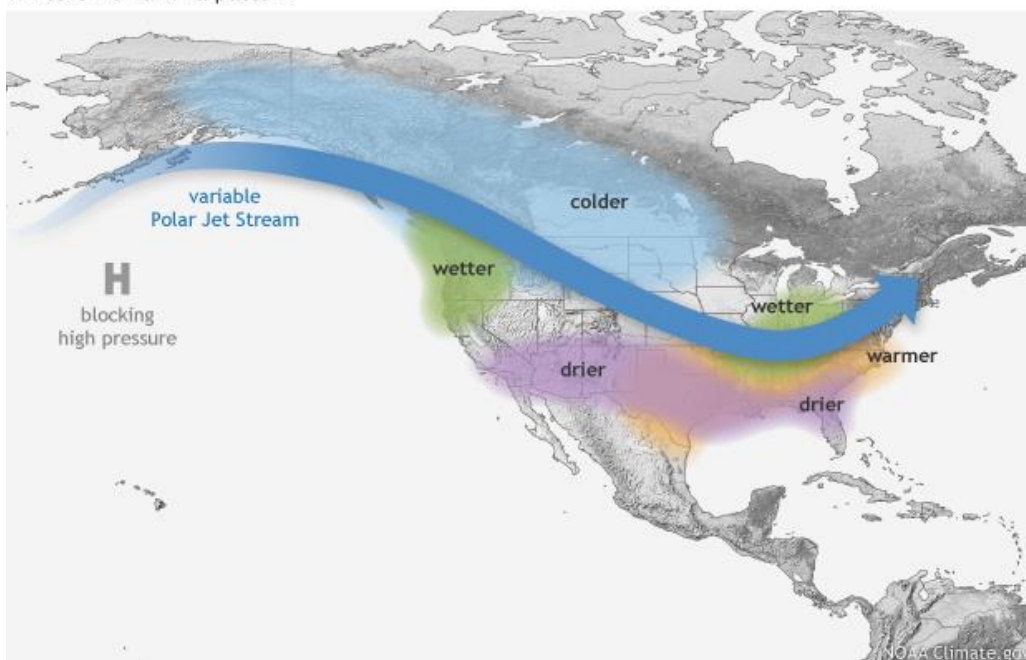 variable
Polar Jet Stream
colder
H
blocking
high pressure
wetter
wetter
warmer
drier
drier
NOAA Climate.gov